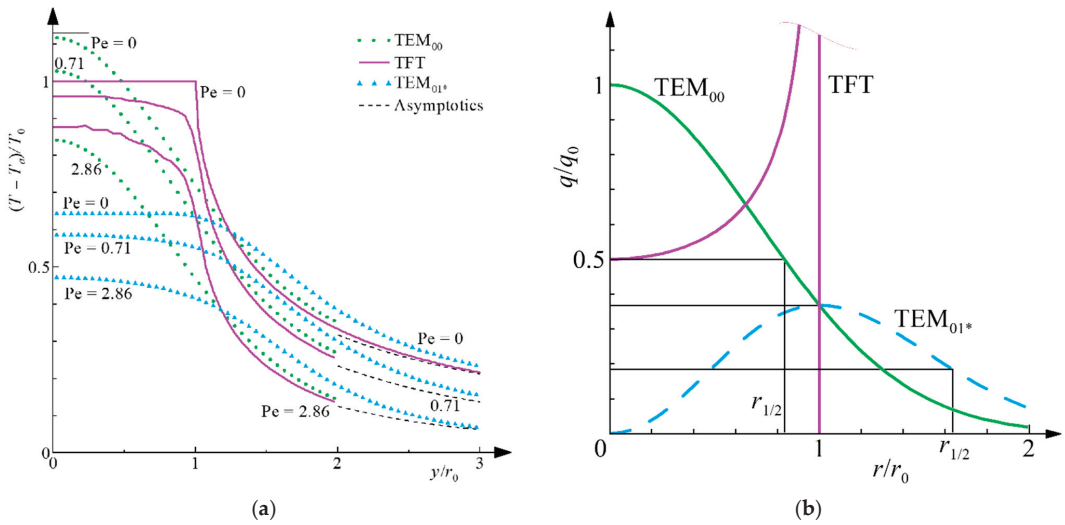 (T − T₀)/T₀
Pe = 0
0.71
1
2.86
Pe = 0
0.5
Pe = 0.71
Pe = 2.86
Pe = 0
TEM₀₀
TFT
TEM₀₁*
Asymptotics
Pe = 0
0.71
Pe = 2.86
0
0
1
2
3
y/r₀
(a)
q/q₀
1
TEM₀₀
TFT
0.5
TEM₀₁*
r₁/₂
0
0
1
r₁/₂
2
r/r₀
(b)